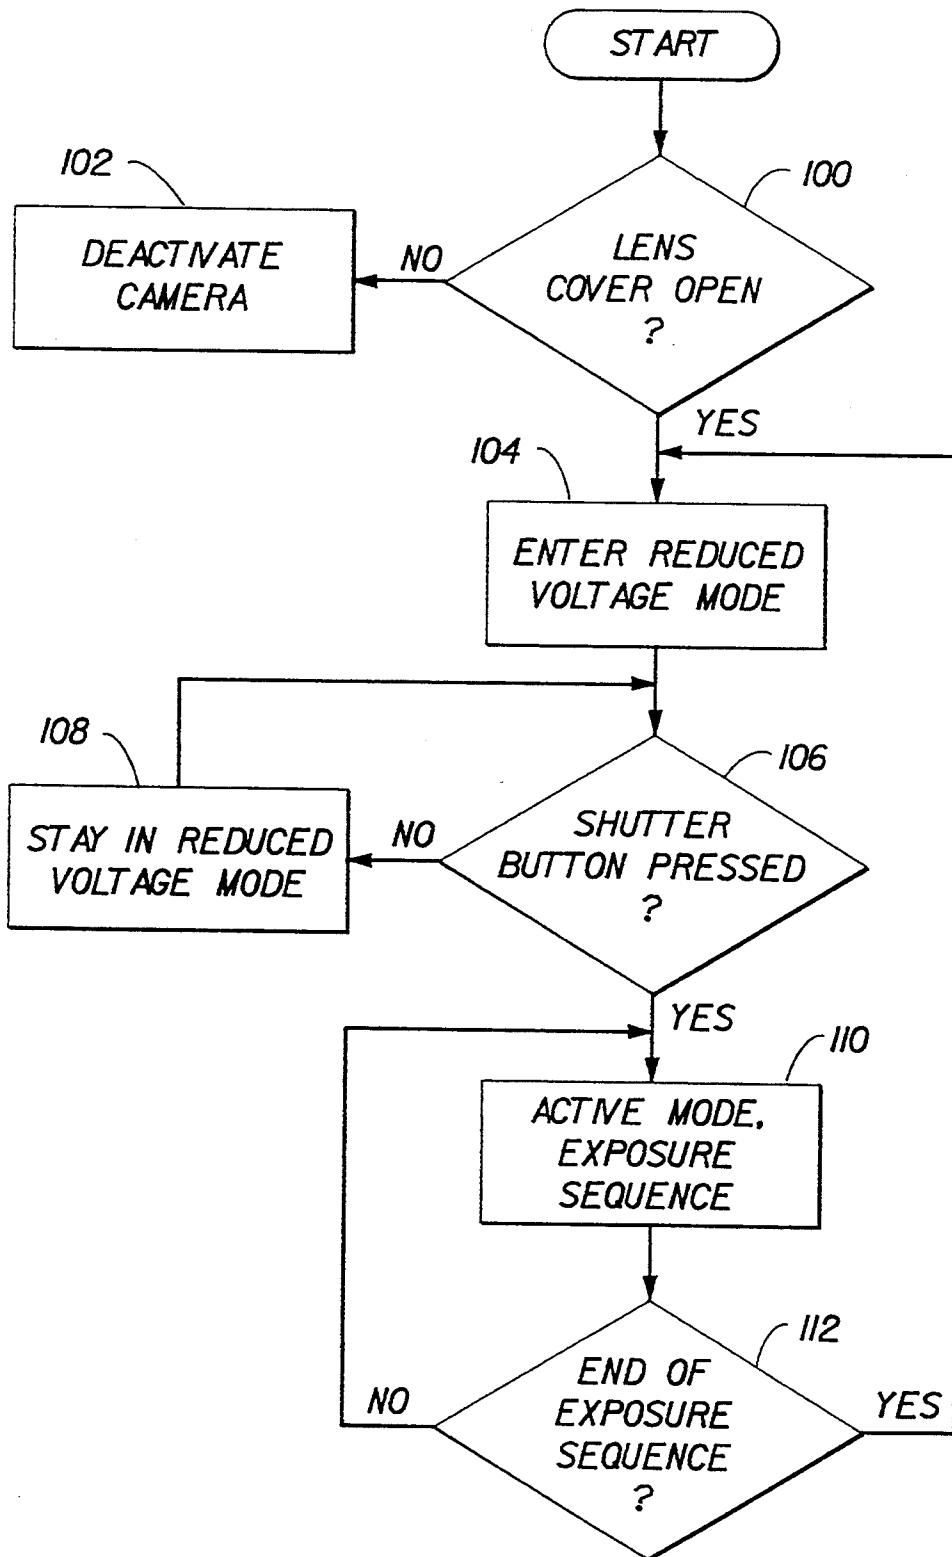 START
100
102
LENS
COVER OPEN
?
NO
DEACTIVATE
CAMERA
YES
104
ENTER REDUCED
VOLTAGE MODE
108
106
SHUTTER
BUTTON PRESSED
?
NO
STAY IN REDUCED
VOLTAGE MODE
YES
110
ACTIVE MODE,
EXPOSURE
SEQUENCE
112
END OF
EXPOSURE
SEQUENCE
?
NO
YES